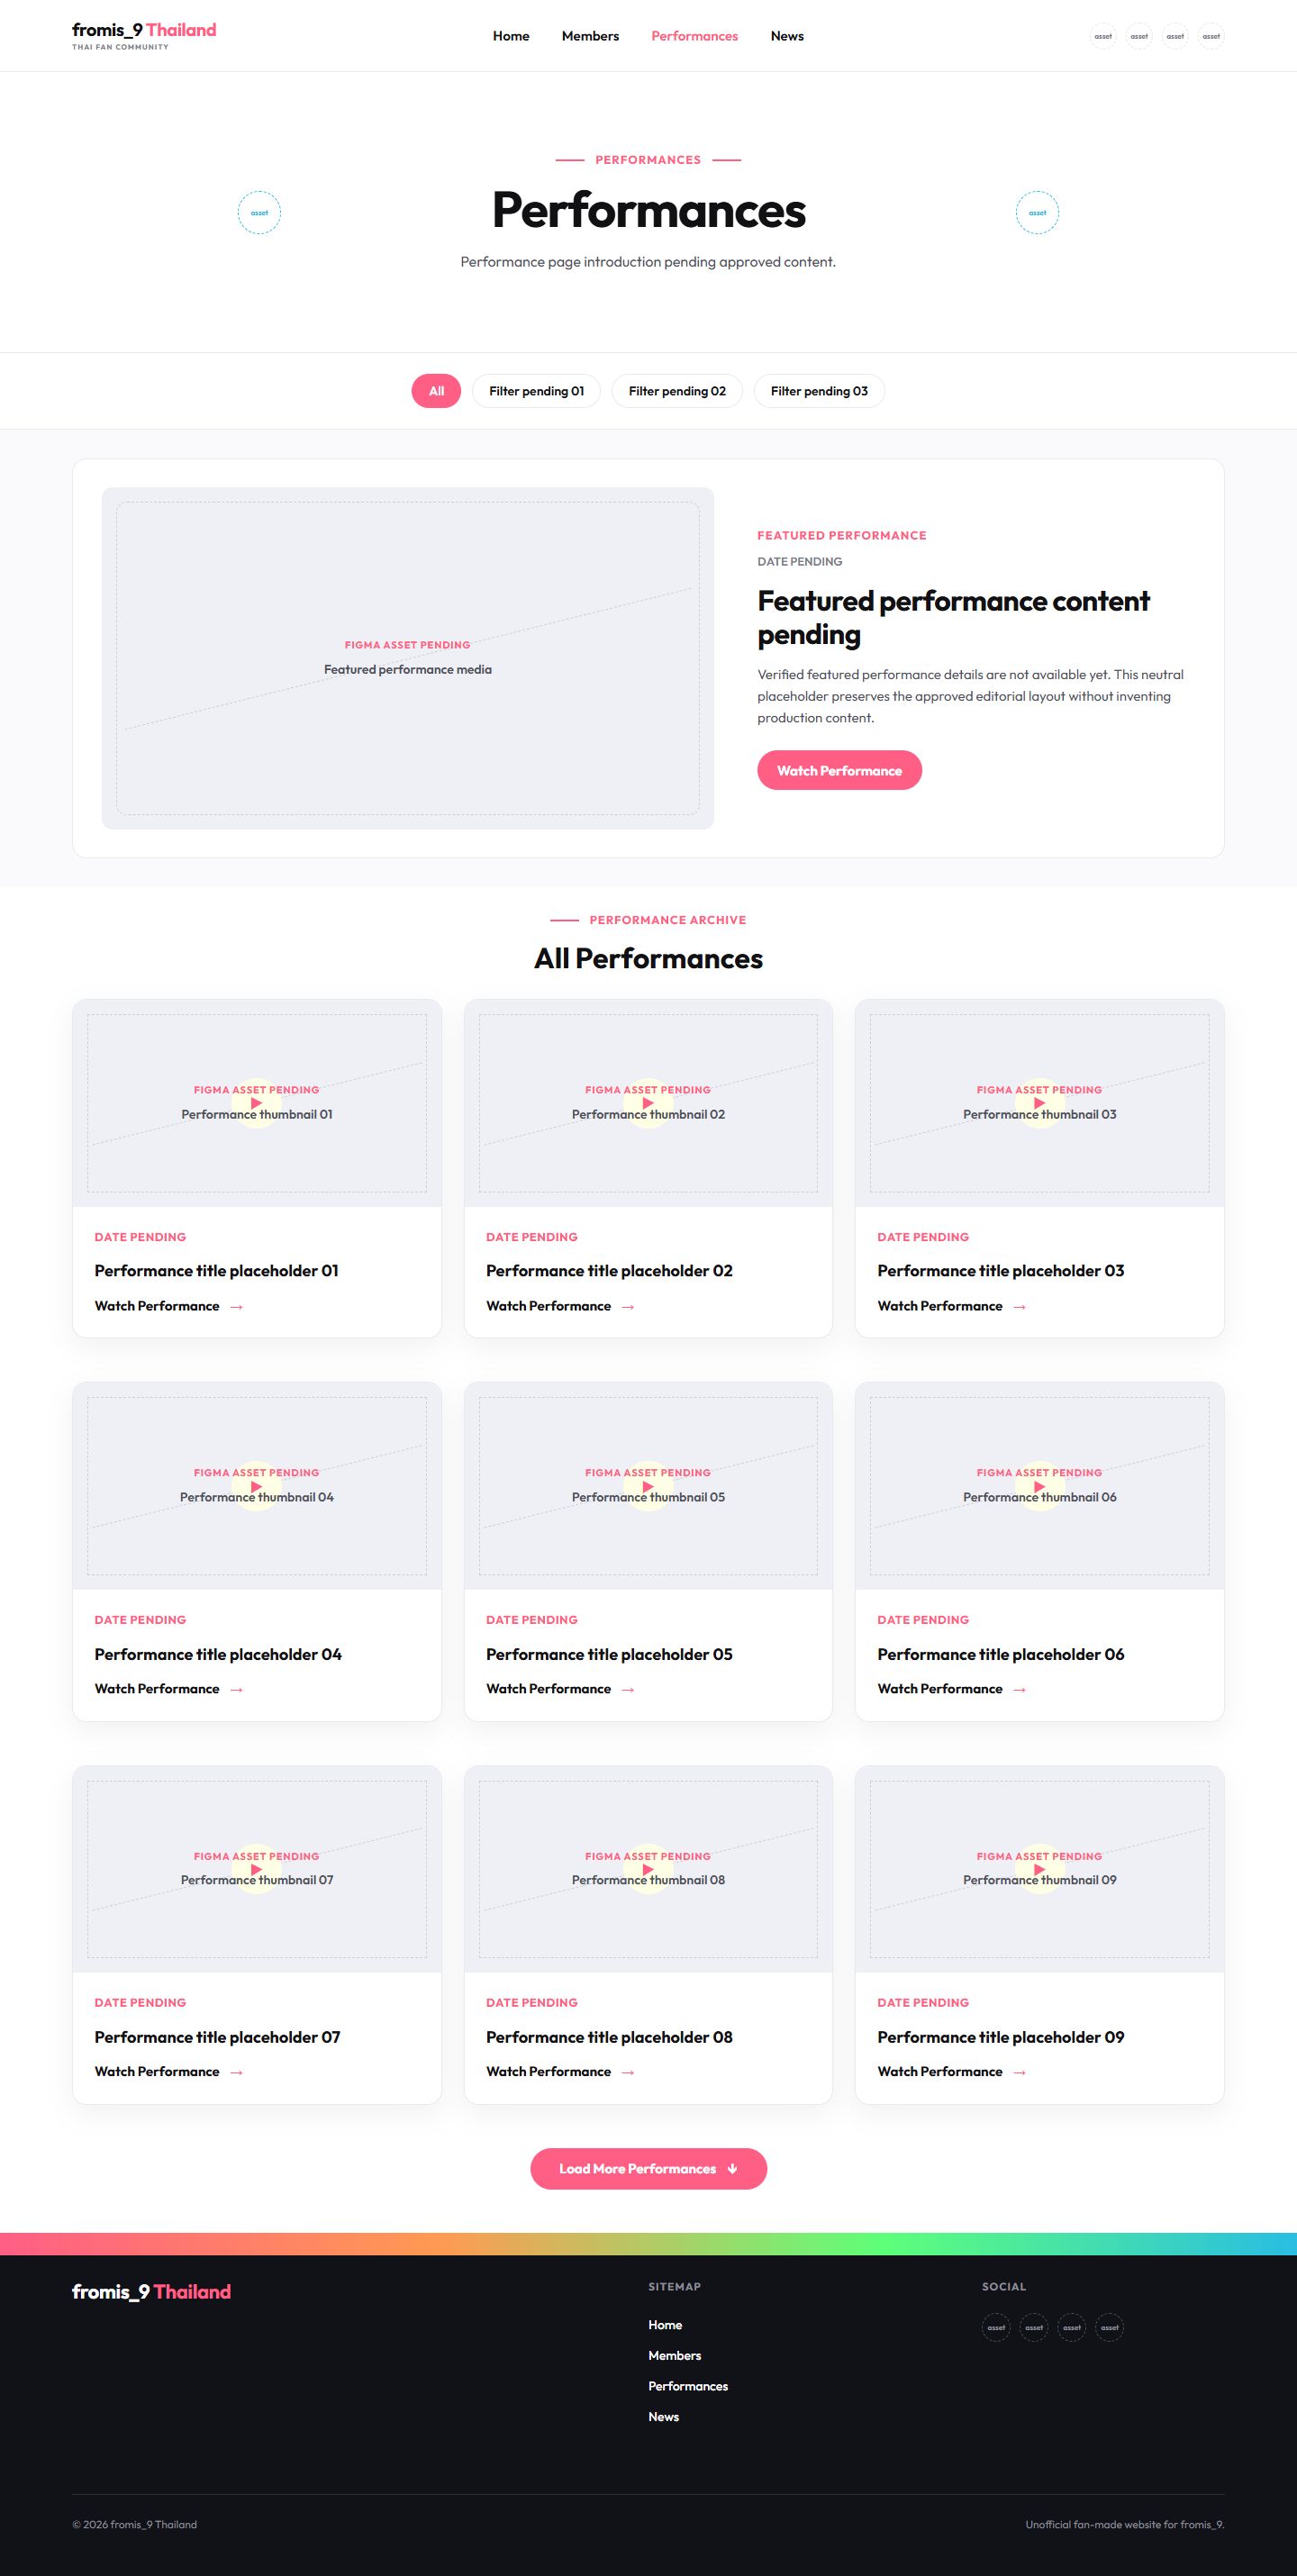 fromis_9 Thailand
THAI FAN COMMUNITY
Home
Members
Performances
News
asset
asset
asset
asset
PERFORMANCES
asset
Performances
asset
Performance page introduction pending approved content.
All
Filter pending 01
Filter pending 02
Filter pending 03
FIGMA ASSET PENDING
Featured performance media
FEATURED PERFORMANCE
DATE PENDING
Featured performance content
pending
Verified featured performance details are not available yet. This neutral
placeholder preserves the approved editorial layout without inventing
production content.
Watch Performance
PERFORMANCE ARCHIVE
All Performances
FIGMA ASSET PENDING
Performance thumbnail 01
DATE PENDING
Performance title placeholder 01
Watch Performance →
FIGMA ASSET PENDING
Performance thumbnail 02
DATE PENDING
Performance title placeholder 02
Watch Performance →
FIGMA ASSET PENDING
Performance thumbnail 03
DATE PENDING
Performance title placeholder 03
Watch Performance →
FIGMA ASSET PENDING
Performance thumbnail 04
DATE PENDING
Performance title placeholder 04
Watch Performance →
FIGMA ASSET PENDING
Performance thumbnail 05
DATE PENDING
Performance title placeholder 05
Watch Performance →
FIGMA ASSET PENDING
Performance thumbnail 06
DATE PENDING
Performance title placeholder 06
Watch Performance →
FIGMA ASSET PENDING
Performance thumbnail 07
DATE PENDING
Performance title placeholder 07
Watch Performance →
FIGMA ASSET PENDING
Performance thumbnail 08
DATE PENDING
Performance title placeholder 08
Watch Performance →
FIGMA ASSET PENDING
Performance thumbnail 09
DATE PENDING
Performance title placeholder 09
Watch Performance →
Load More Performances ↓
fromis_9 Thailand
SITEMAP
Home
Members
Performances
News
SOCIAL
asset
asset
asset
asset
© 2026 fromis_9 Thailand
Unofficial fan-made website for fromis_9.